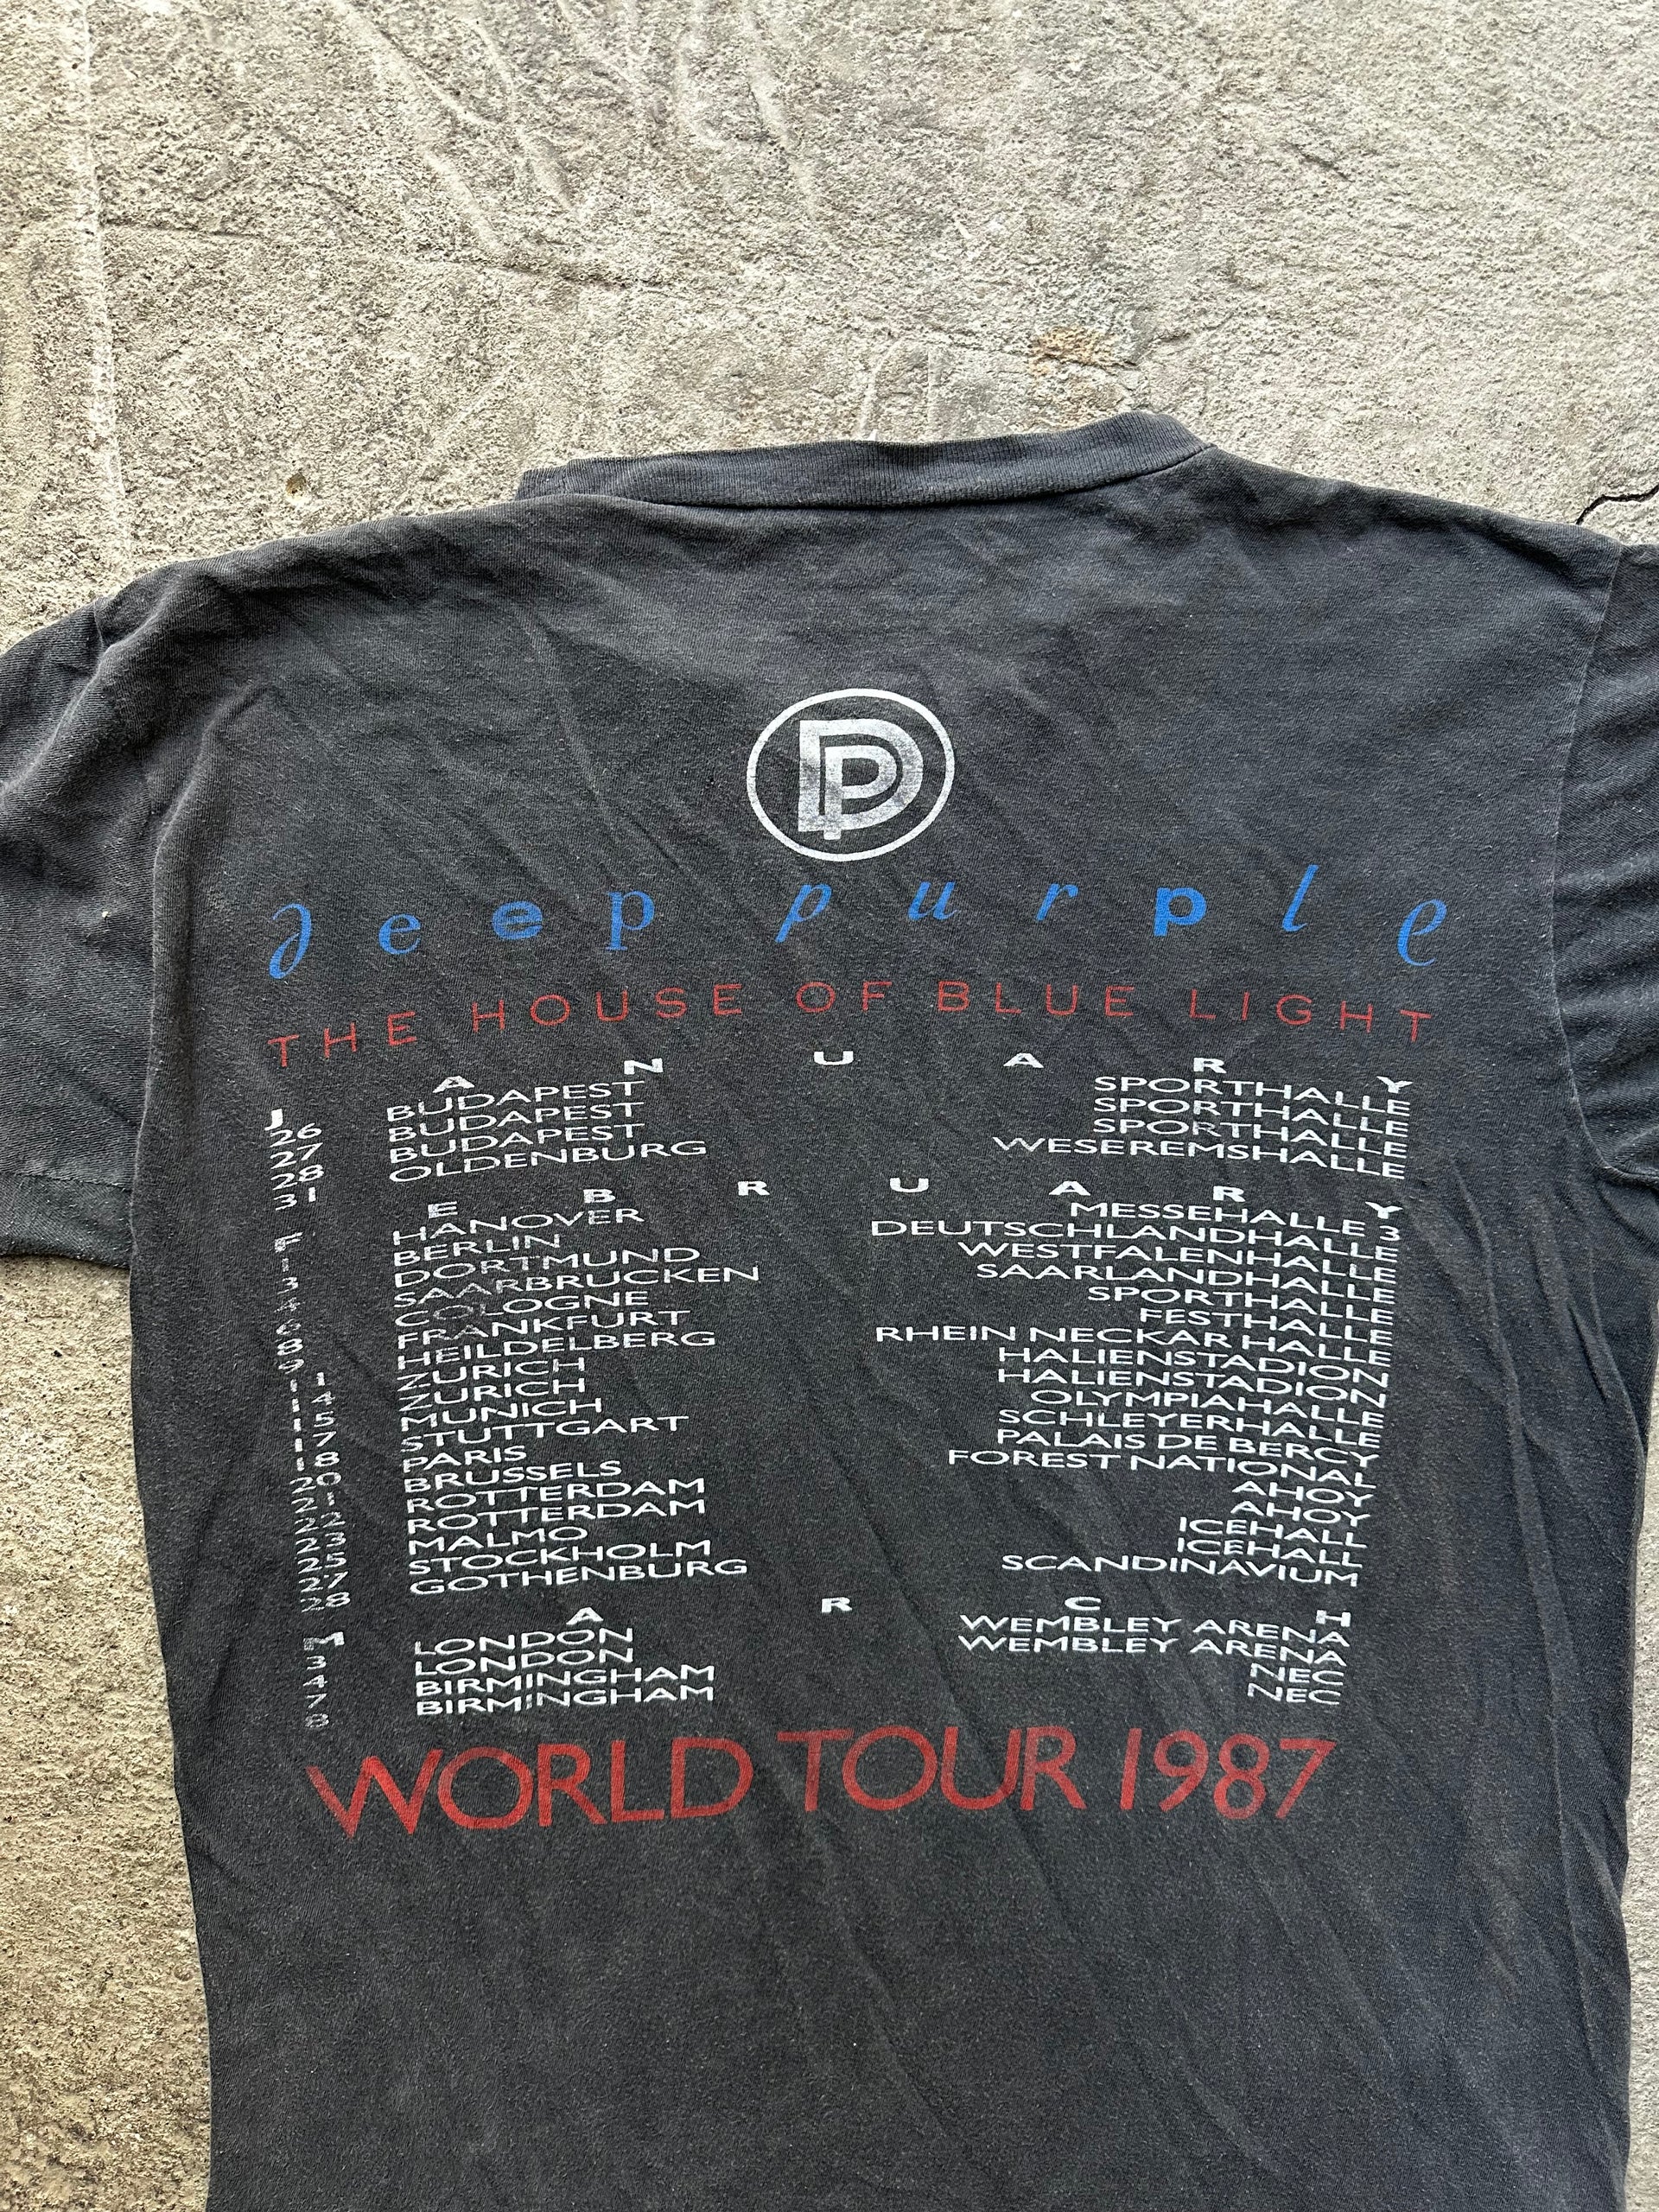 DP
deep purple
THE HOUSE OF BLUE LIGHT
JANUARY
26 BUDAPEST SPORTHALLE
27 BUDAPEST SPORTHALLE
28 BUDAPEST SPORTHALLE
31 OLDENBURG WESEREMSHALLE
FEBRUARY
1 HANOVER MESSEHALLE 3
3 BERLIN DEUTSCHLANDHALLE
4 DORTMUND WESTFALENHALLE
6 SAARBRUCKEN SAARLANDHALLE
8 COLOGNE SPORTHALLE
9 FRANKFURT FESTHALLE
11 HEILDELBERG RHEIN NECKAR HALLE
14 ZURICH HALIENSTADION
15 ZURICH HALIENSTADION
17 MUNICH OLYMPIAHALLE
18 STUTTGART SCHLEYERHALLE
20 PARIS PALAIS DE BERCY
21 BRUSSELS FOREST NATIONAL
22 ROTTERDAM AHOY
23 ROTTERDAM AHOY
25 MALMO ICEHALL
27 STOCKHOLM ICEHALL
28 GOTHENBURG SCANDINAVIUM
MARCH
3 LONDON WEMBLEY ARENA
4 LONDON WEMBLEY ARENA
7 BIRMINGHAM NEC
8 BIRMINGHAM NEC
WORLD TOUR 1987